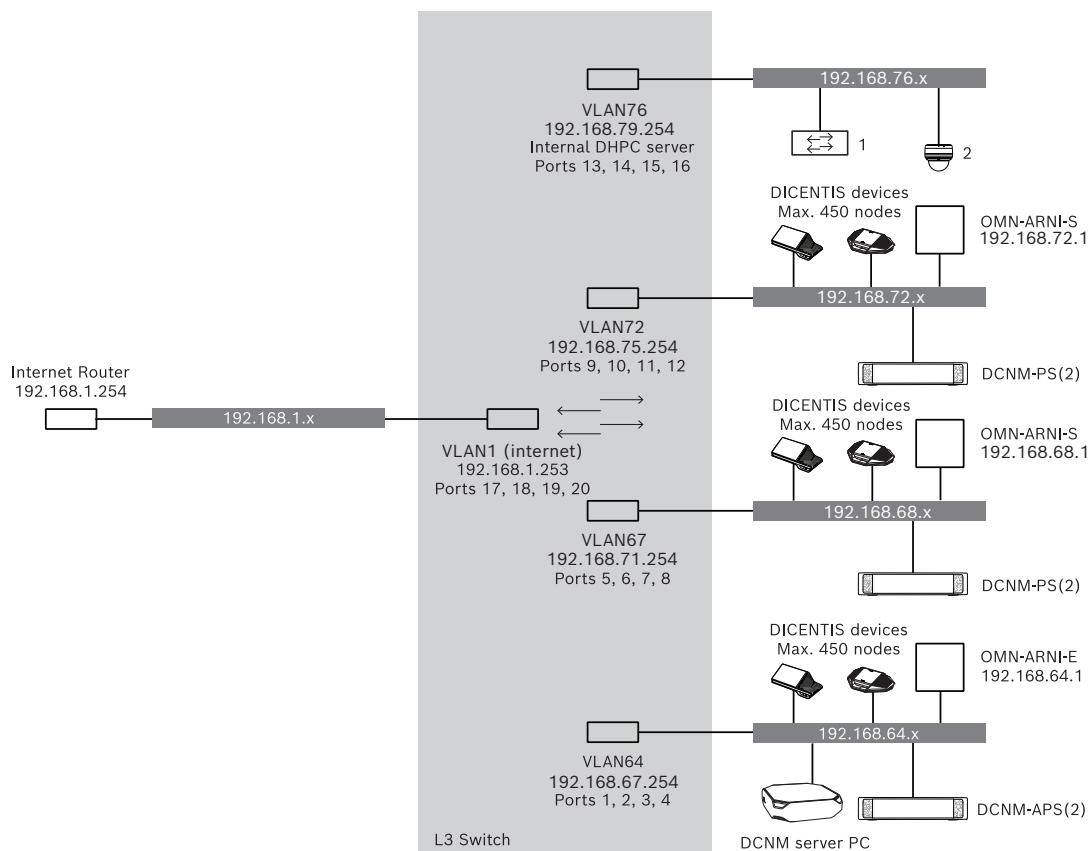 192.168.76.x
VLAN76
192.168.79.254
Internal DHPC server
Ports 13, 14, 15, 16
1
2
DICENTIS devices
Max. 450 nodes
OMN-ARNI-S
192.168.72.1
192.168.72.x
VLAN72
192.168.75.254
Ports 9, 10, 11, 12
DCNM-PS(2)
Internet Router
192.168.1.254
192.168.1.x
VLAN1 (internet)
192.168.1.253
Ports 17, 18, 19, 20
DICENTIS devices
Max. 450 nodes
OMN-ARNI-S
192.168.68.1
192.168.68.x
VLAN67
192.168.71.254
Ports 5, 6, 7, 8
DCNM-PS(2)
DICENTIS devices
Max. 450 nodes
OMN-ARNI-E
192.168.64.1
192.168.64.x
VLAN64
192.168.67.254
Ports 1, 2, 3, 4
DCNM-APS(2)
L3 Switch
DCNM server PC